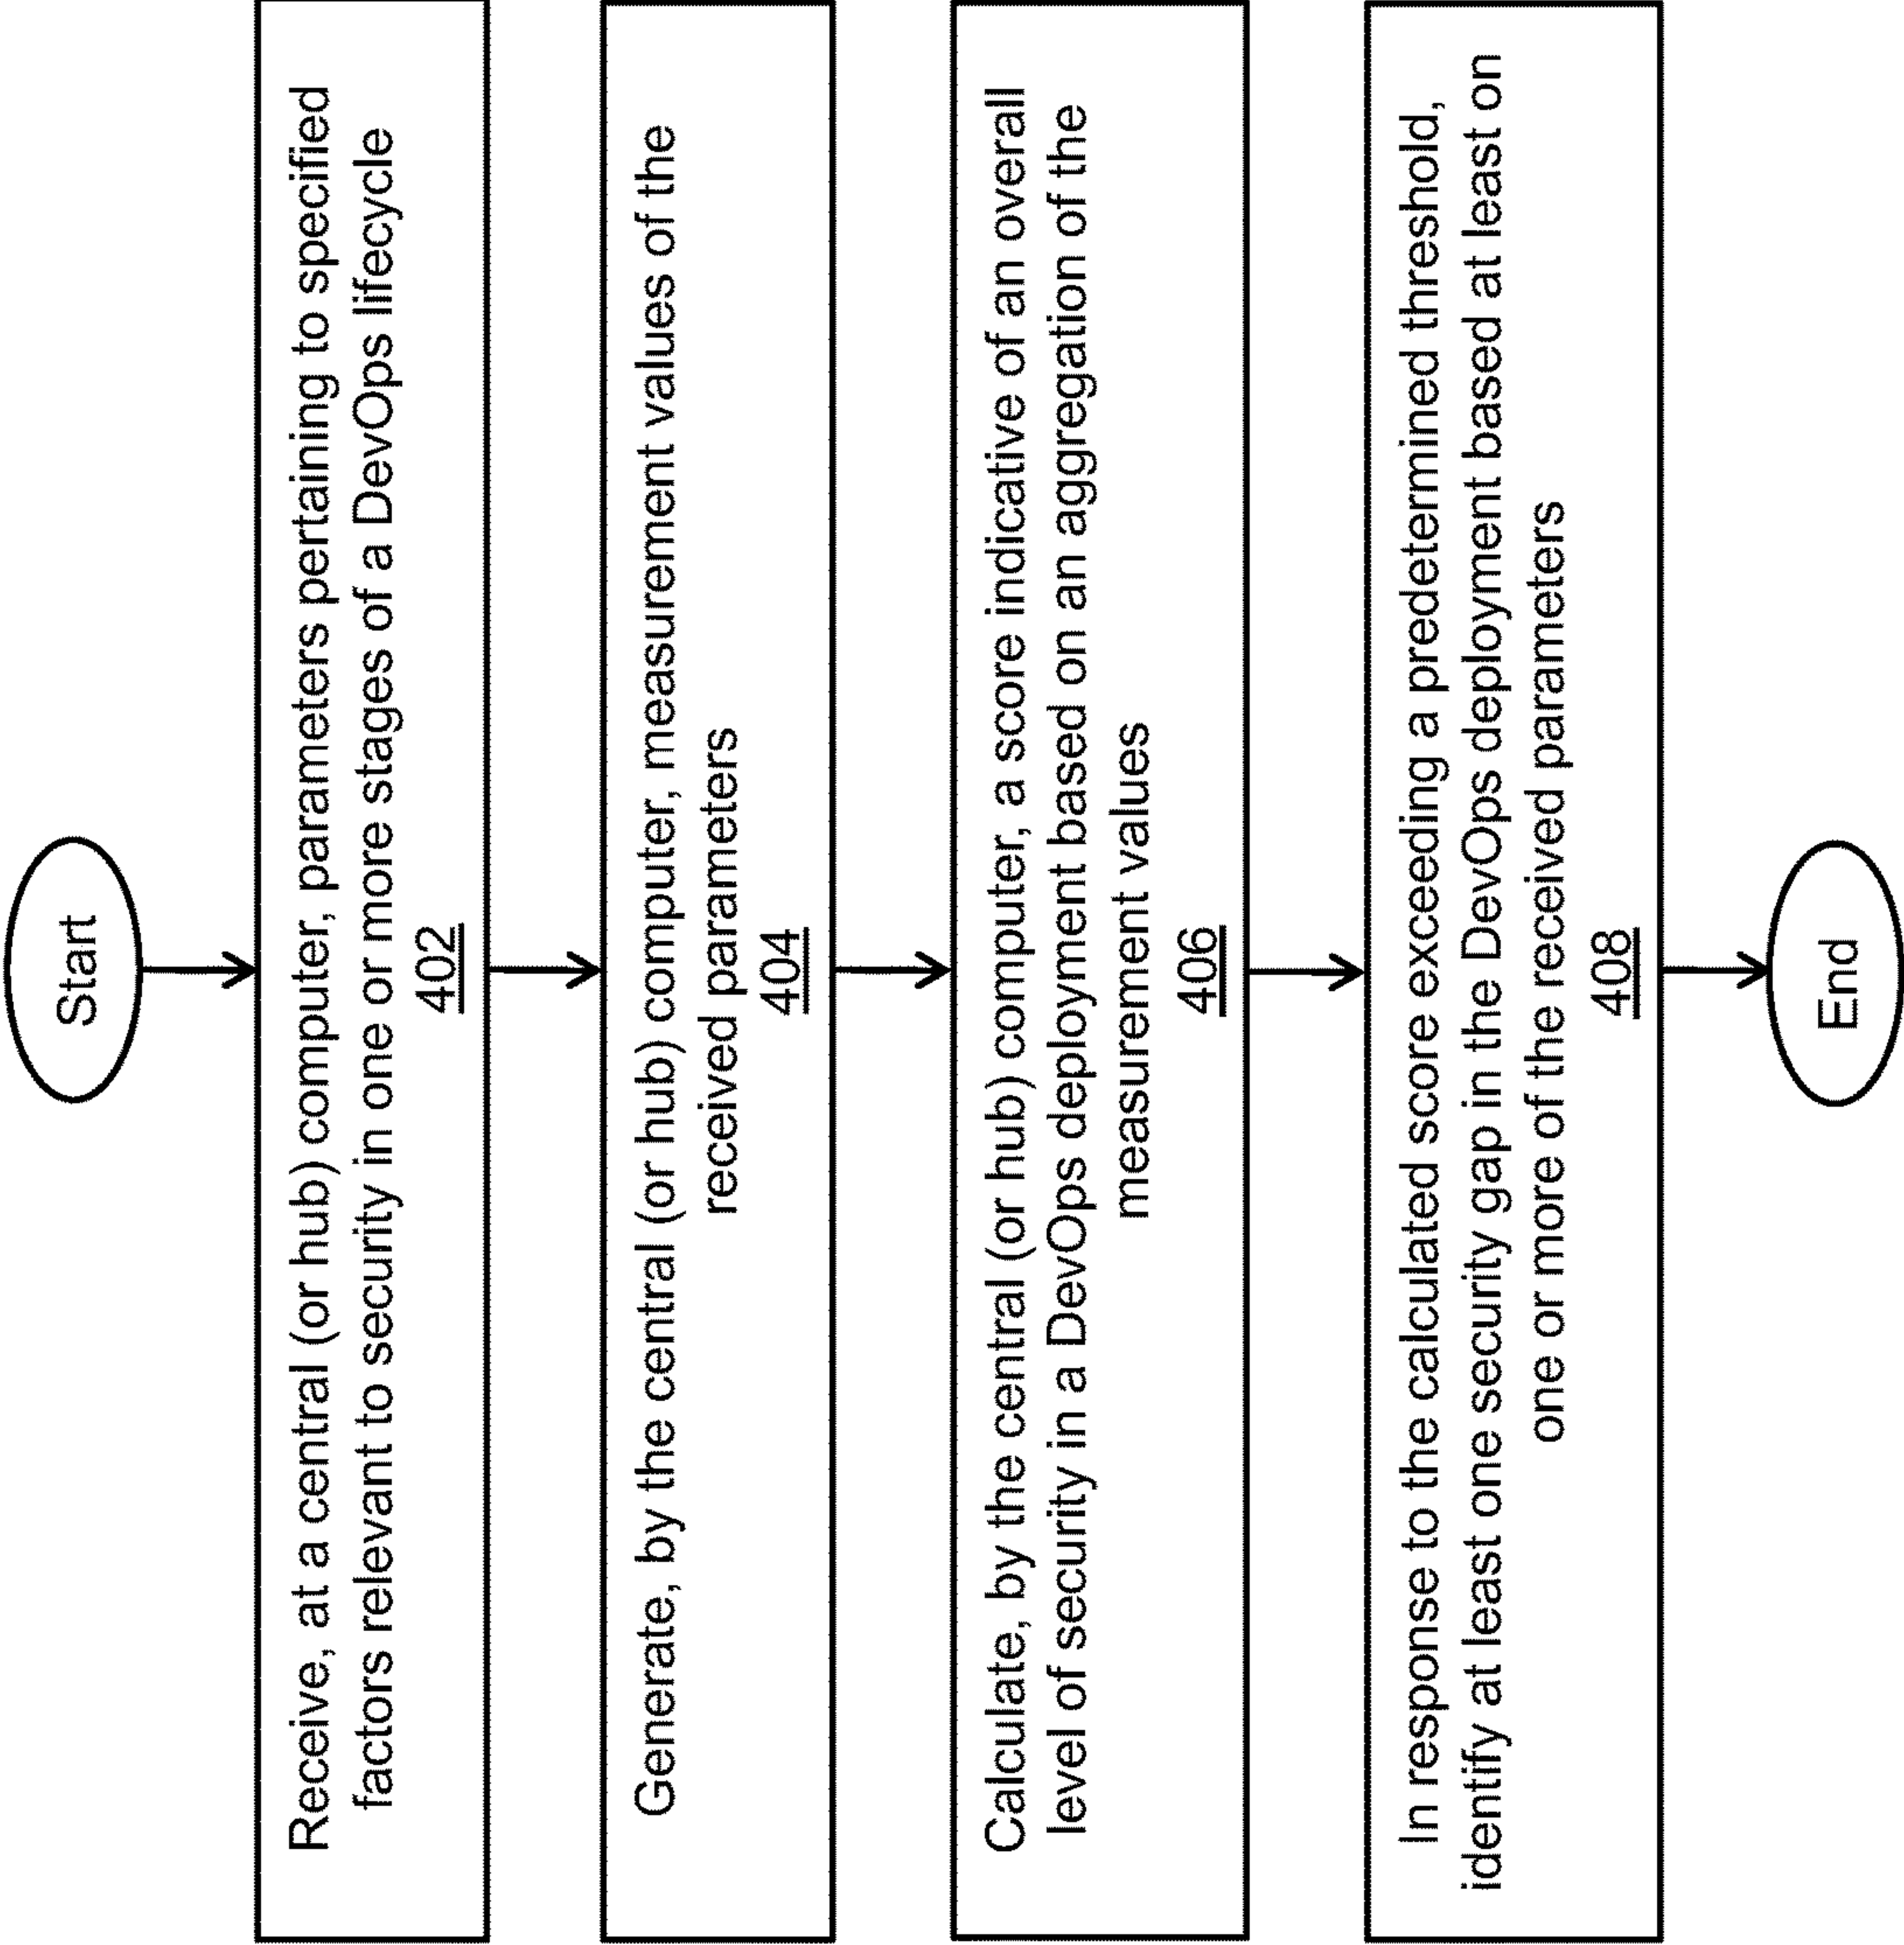 Start
Receive, at a central (or hub) computer, parameters pertaining to specified
factors relevant to security in one or more stages of a DevOps lifecycle
402
Generate, by the central (or hub) computer, measurement values of the
received parameters
404
Calculate, by the central (or hub) computer, a score indicative of an overall
level of security in a DevOps deployment based on an aggregation of the
measurement values
406
In response to the calculated score exceeding a predetermined threshold,
identify at least one security gap in the DevOps deployment based at least on
one or more of the received parameters
408
End